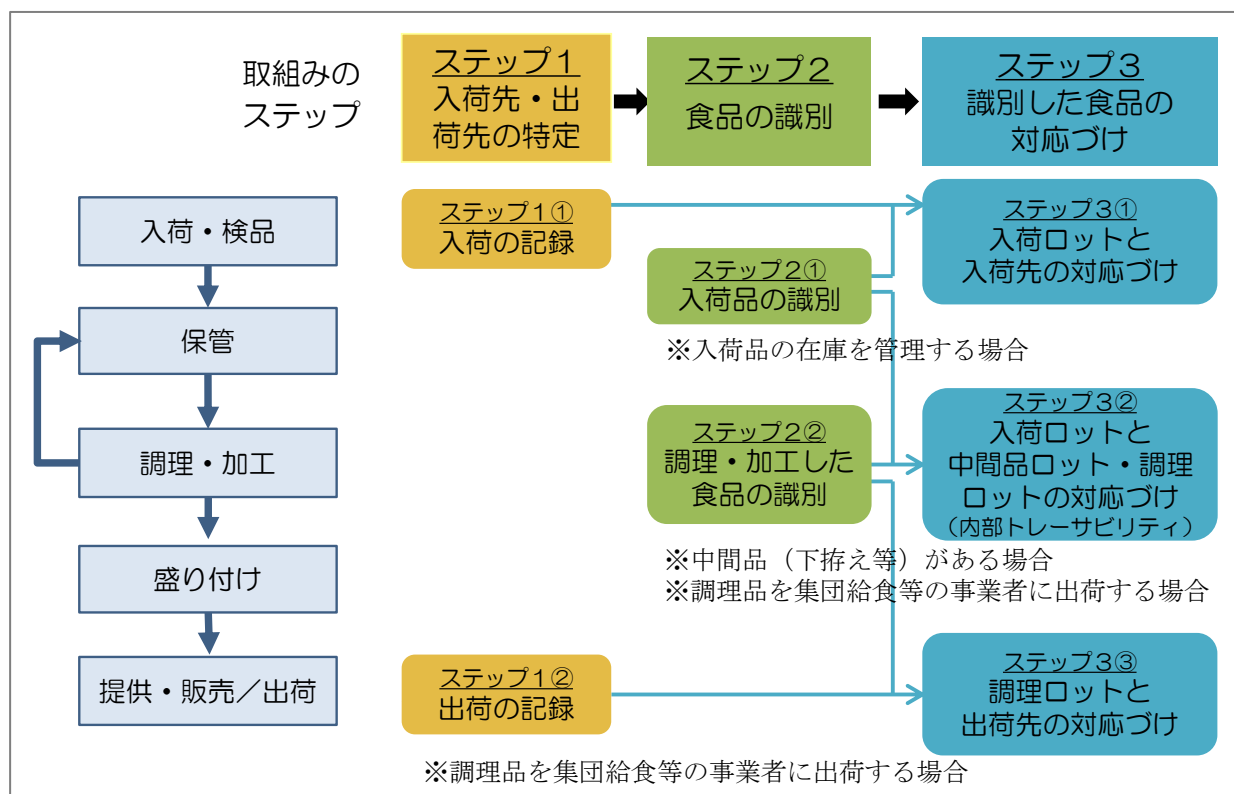 取組みの
ステップ
ステップ１
入荷先・出
荷先の特定
ステップ２
食品の識別
ステップ３
識別した食品の
対応づけ
入荷・検品
保管
調理・加工
盛り付け
提供・販売／出荷
ステップ１①
入荷の記録
ステップ２①
入荷品の識別
※入荷品の在庫を管理する場合
ステップ３①
入荷ロットと
入荷先の対応づけ
ステップ２②
調理・加工した
食品の識別
※中間品（下拵え等）がある場合
※調理品を集団給食等の事業者に出荷する場合
ステップ３②
入荷ロットと
中間品ロット・調理
ロットの対応づけ
（内部トレーサビリティ）
ステップ１②
出荷の記録
※調理品を集団給食等の事業者に出荷する場合
ステップ３③
調理ロットと
出荷先の対応づけ